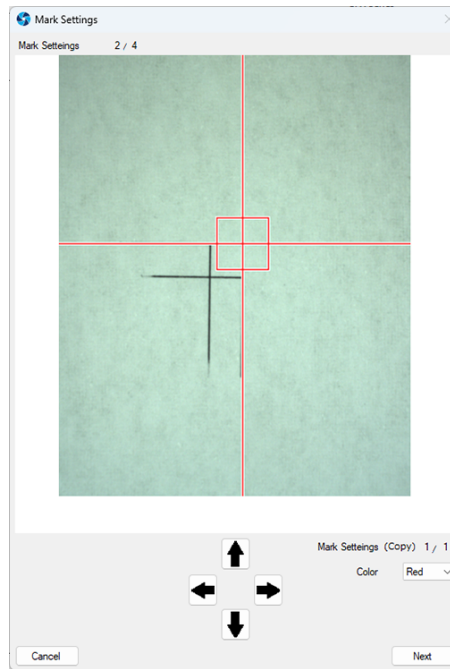 Mark Settings
Mark Setteings 2 / 4
Mark Setteings (Copy) 1 / 1
Color Red
Cancel Next